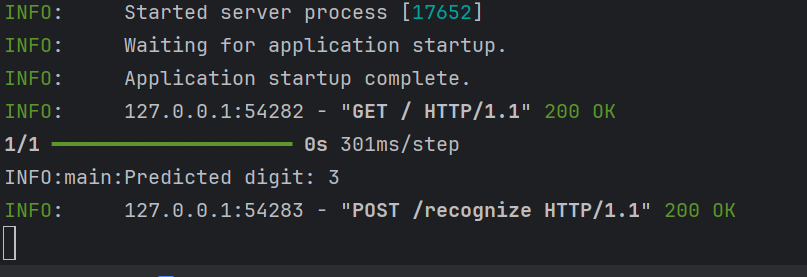 INFO:     Started server process [17652]
INFO:     Waiting for application startup.
INFO:     Application startup complete.
INFO:     127.0.0.1:54282 - "GET / HTTP/1.1" 200 OK
1/1 ━━━━━━━━━━━━━━━━━━━━ 0s 301ms/step
INFO:main:Predicted digit: 3
INFO:     127.0.0.1:54283 - "POST /recognize HTTP/1.1" 200 OK